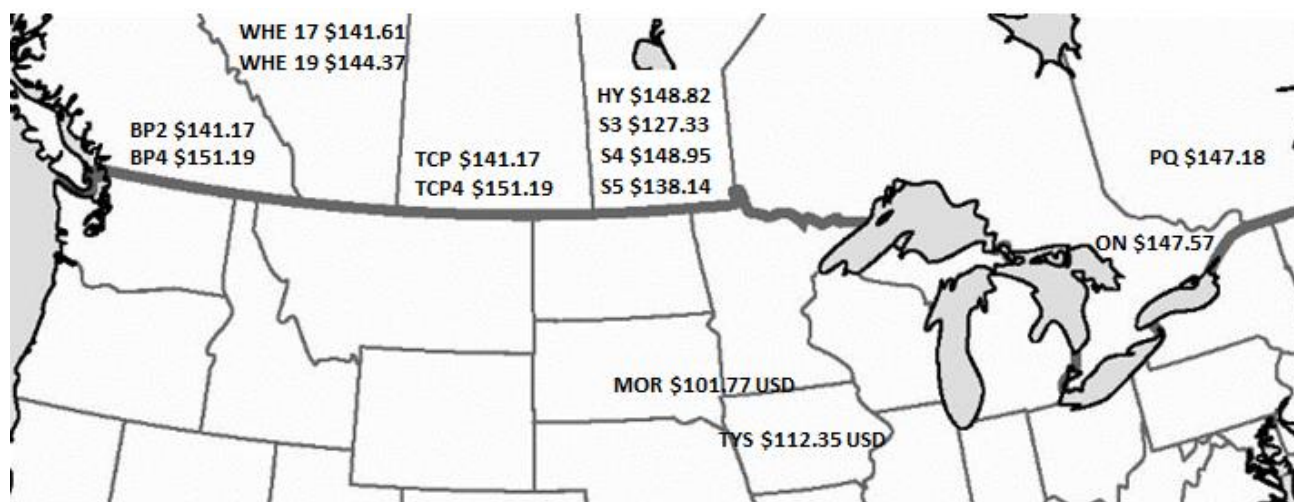 WHE 17 $141.61
WHE 19 $144.37
BP2 $141.17
BP4 $151.19
TCP $141.17
TCP4 $151.19
HY $148.82
S3 $127.33
S4 $148.95
S5 $138.14
PQ $147.18
ON $147.57
MOR $101.77 USD
TYS $112.35 USD